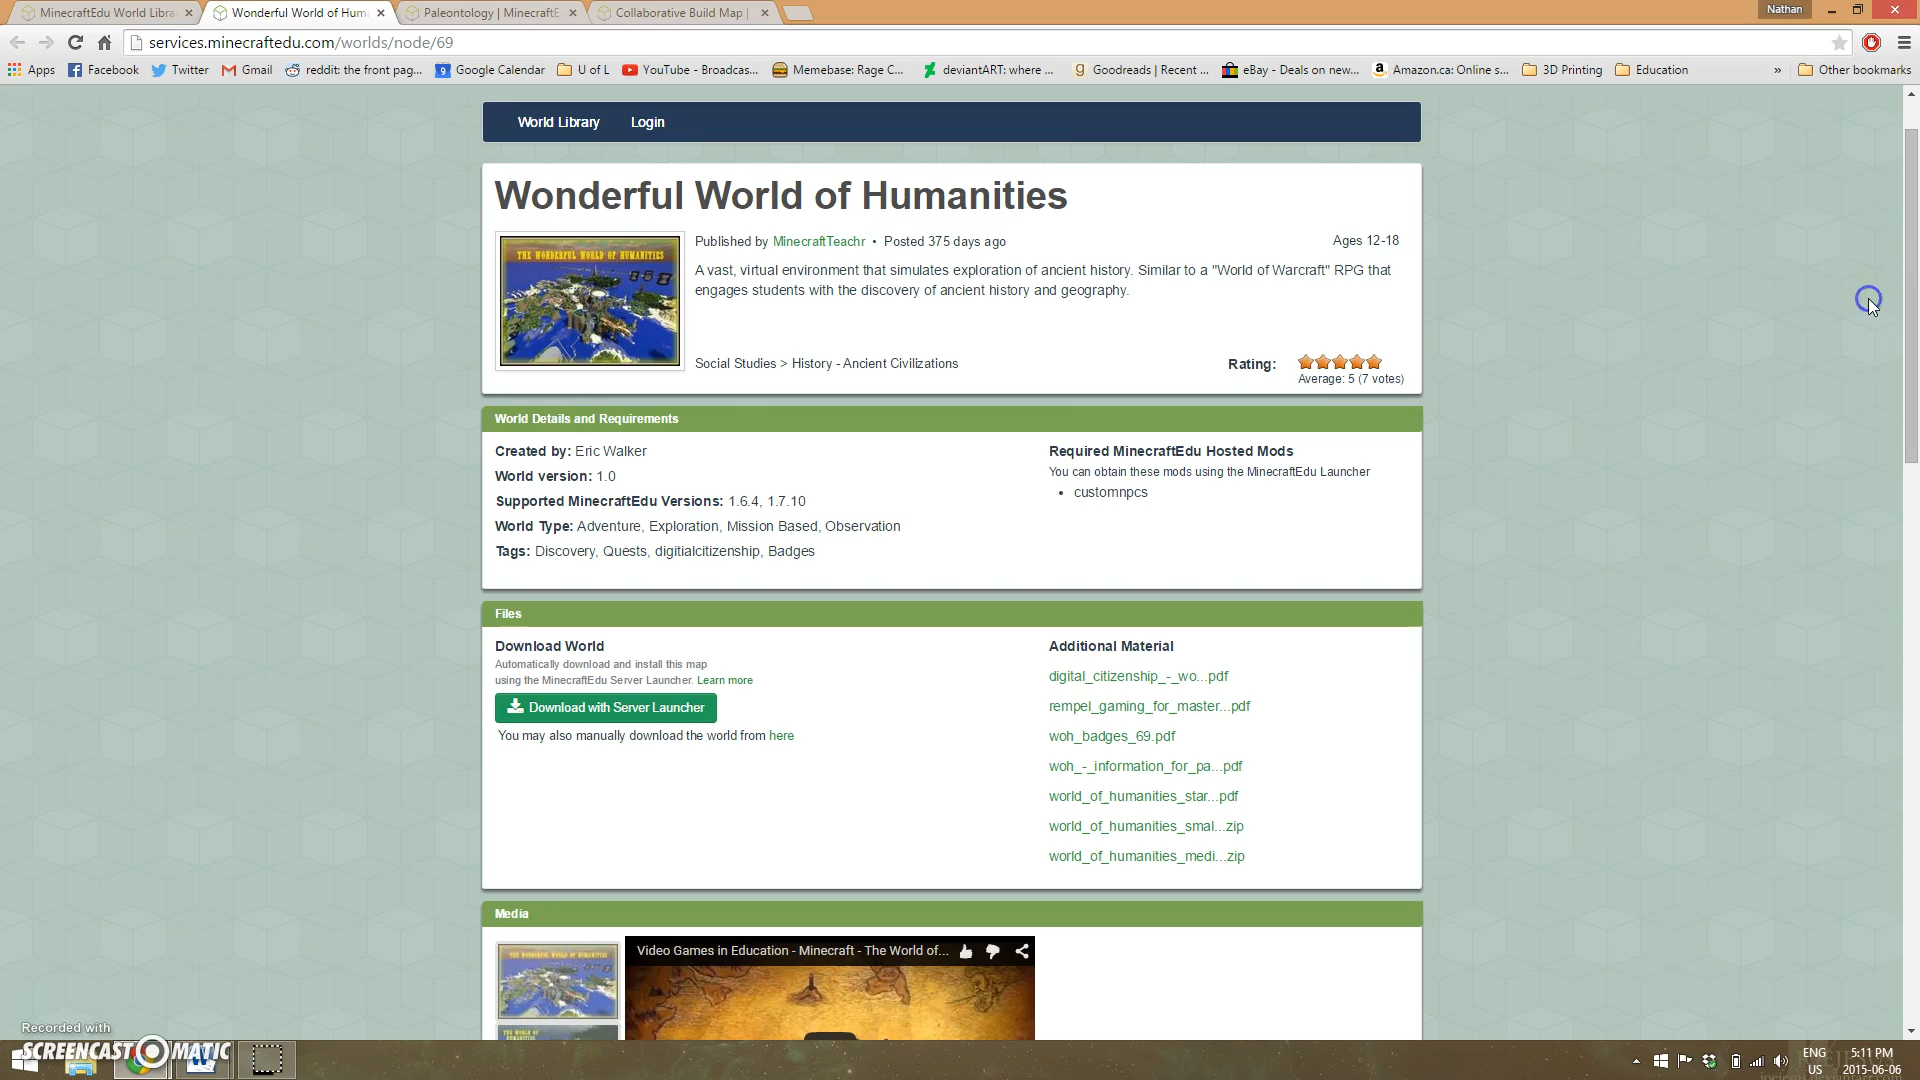 MinecraftEdu World Libra
Wonderful World of Hum
Paleontology | MinecraftE
Collaborative Build Map |
Nathan
services.minecraftedu.com/worlds/node/69
Apps
Facebook
Twitter
Gmail
reddit: the front pag...
Google Calendar
U of L
YouTube - Broadcas...
Memebase: Rage C...
deviantART: where ...
Goodreads | Recent ...
eBay - Deals on new...
Amazon.ca: Online s...
3D Printing
Education
»
Other bookmarks
World Library
Login
Wonderful World of Humanities
THE WONDERFUL WORLD OF HUMANITIES
Published by MinecraftTeachr • Posted 375 days ago
Ages 12-18
A vast, virtual environment that simulates exploration of ancient history. Similar to a "World of Warcraft" RPG that
engages students with the discovery of ancient history and geography.
Social Studies > History - Ancient Civilizations
Rating:
Average: 5 (7 votes)
World Details and Requirements
Created by: Eric Walker
World version: 1.0
Supported MinecraftEdu Versions: 1.6.4, 1.7.10
World Type: Adventure, Exploration, Mission Based, Observation
Tags: Discovery, Quests, digitialcitizenship, Badges
Required MinecraftEdu Hosted Mods
You can obtain these mods using the MinecraftEdu Launcher
• customnpcs
Files
Download World
Automatically download and install this map
using the MinecraftEdu Server Launcher. Learn more
Download with Server Launcher
You may also manually download the world from here
Additional Material
digital_citizenship_-_wo...pdf
rempel_gaming_for_master...pdf
woh_badges_69.pdf
woh_-_information_for_pa...pdf
world_of_humanities_star...pdf
world_of_humanities_smal...zip
world_of_humanities_medi...zip
Media
THE WONDERFUL WORLD OF HUMANITIES
Video Games in Education - Minecraft - The World of...
Recorded with
SCREENCAST MATIC
ENG
US
5:11 PM
2015-06-06